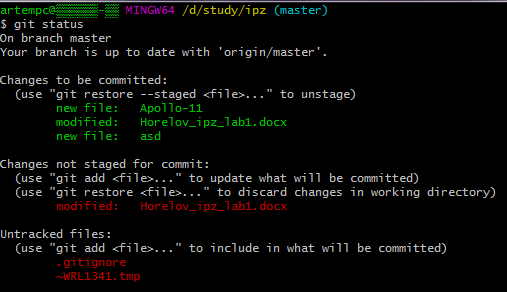 artempc@ MINGW64 /d/study/ipz (master)
$ git status
On branch master
Your branch is up to date with 'origin/master'.

Changes to be committed:
  (use "git restore --staged <file>..." to unstage)
        new file:   Apollo-11
        modified:   Horelov_ipz_lab1.docx
        new file:   asd

Changes not staged for commit:
  (use "git add <file>..." to update what will be committed)
  (use "git restore <file>..." to discard changes in working directory)
        modified:   Horelov_ipz_lab1.docx

Untracked files:
  (use "git add <file>..." to include in what will be committed)
        .gitignore
        ~WRL1341.tmp